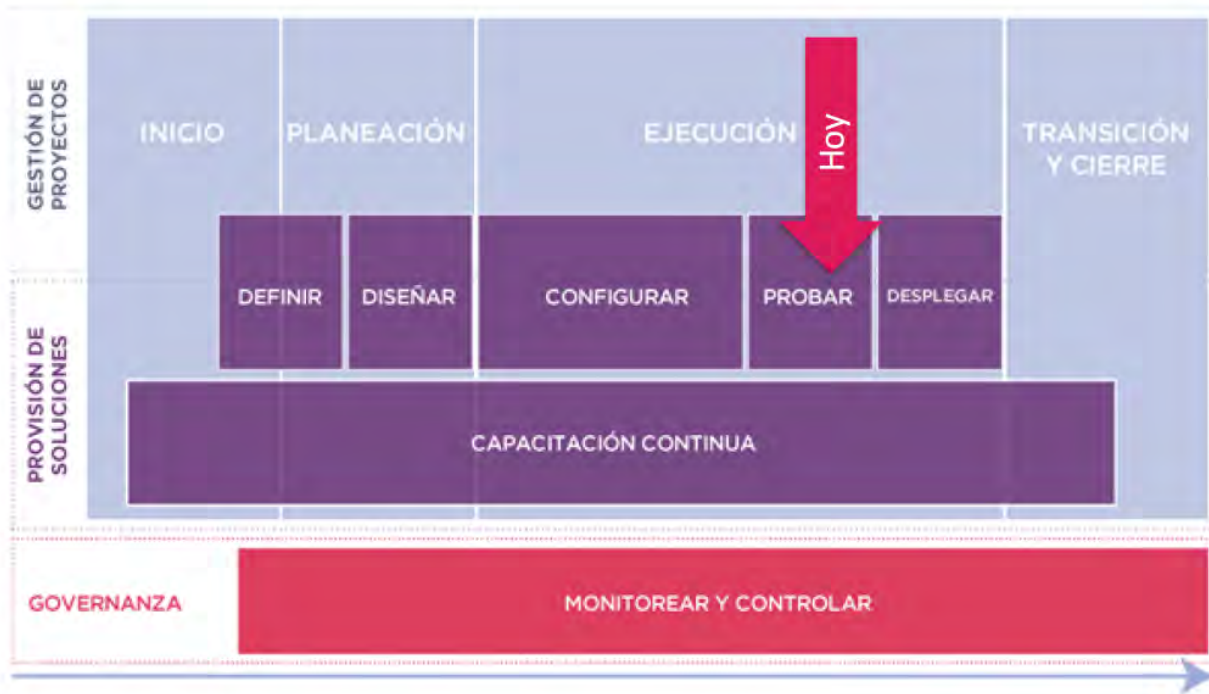 GESTIÓN DE
PROYECTOS
INICIO
PLANEACIÓN
EJECUCIÓN
Hoy
TRANSICIÓN
Y CIERRE
PROVISIÓN DE
SOLUCIONES
DEFINIR
DISEÑAR
CONFIGURAR
PROBAR
DESPLEGAR
CAPACITACIÓN CONTINUA
GOVERNANZA
MONITOREAR Y CONTROLAR